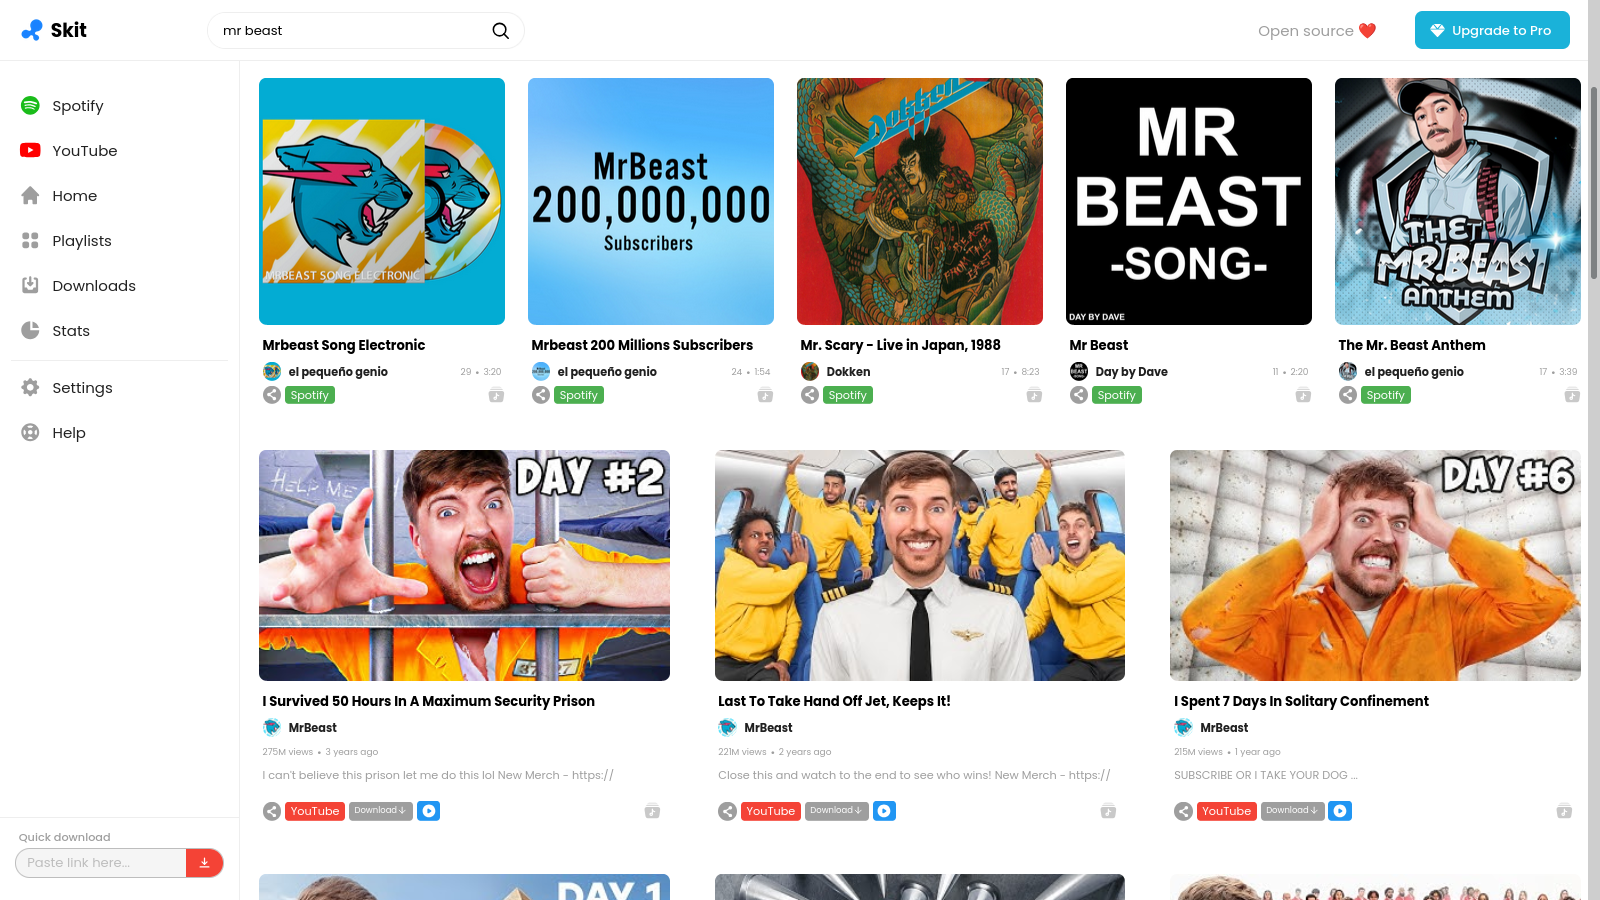 Skit
mr beast
Open source ❤️
Upgrade to Pro
Spotify
YouTube
Home
Playlists
Downloads
Stats
Settings
Help
Quick download
Paste link here...
MRBEAST SONG ELECTRONIC
Mrbeast Song Electronic
el pequeño genio
29 • 3:20
Spotify
MrBeast
200,000,000
Subscribers
Mrbeast 200 Millions Subscribers
el pequeño genio
24 • 1:54
Spotify
Dokken
BEAST
FROM THE
EAST
Mr. Scary - Live in Japan, 1988
Dokken
17 • 8:23
Spotify
MR
BEAST
-SONG-
DAY BY DAVE
Mr Beast
Day by Dave
11 • 2:20
Spotify
THE
MR.BEAST
ANTHEM
The Mr. Beast Anthem
el pequeño genio
17 • 3:39
Spotify
HELP ME
DAY #2
I Survived 50 Hours In A Maximum Security Prison
MrBeast
275M views • 3 years ago
I can't believe this prison let me do this lol New Merch - https://
YouTube
Download ↓
Last To Take Hand Off Jet, Keeps It!
MrBeast
221M views • 2 years ago
Close this and watch to the end to see who wins! New Merch - https://
YouTube
Download ↓
DAY #6
I Spent 7 Days In Solitary Confinement
MrBeast
215M views • 1 year ago
SUBSCRIBE OR I TAKE YOUR DOG ...
YouTube
Download ↓
DAY 1